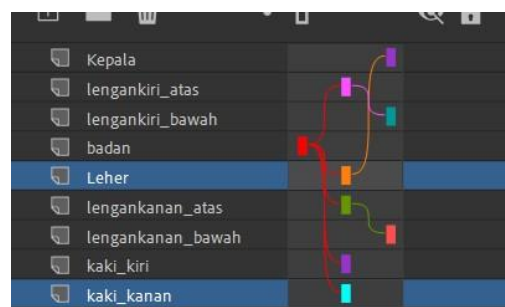 Kepala
lengankiri_atas
lengankiri_bawah
badan
Leher
lengankanan_atas
lengankanan_bawah
kaki_kiri
kaki_kanan